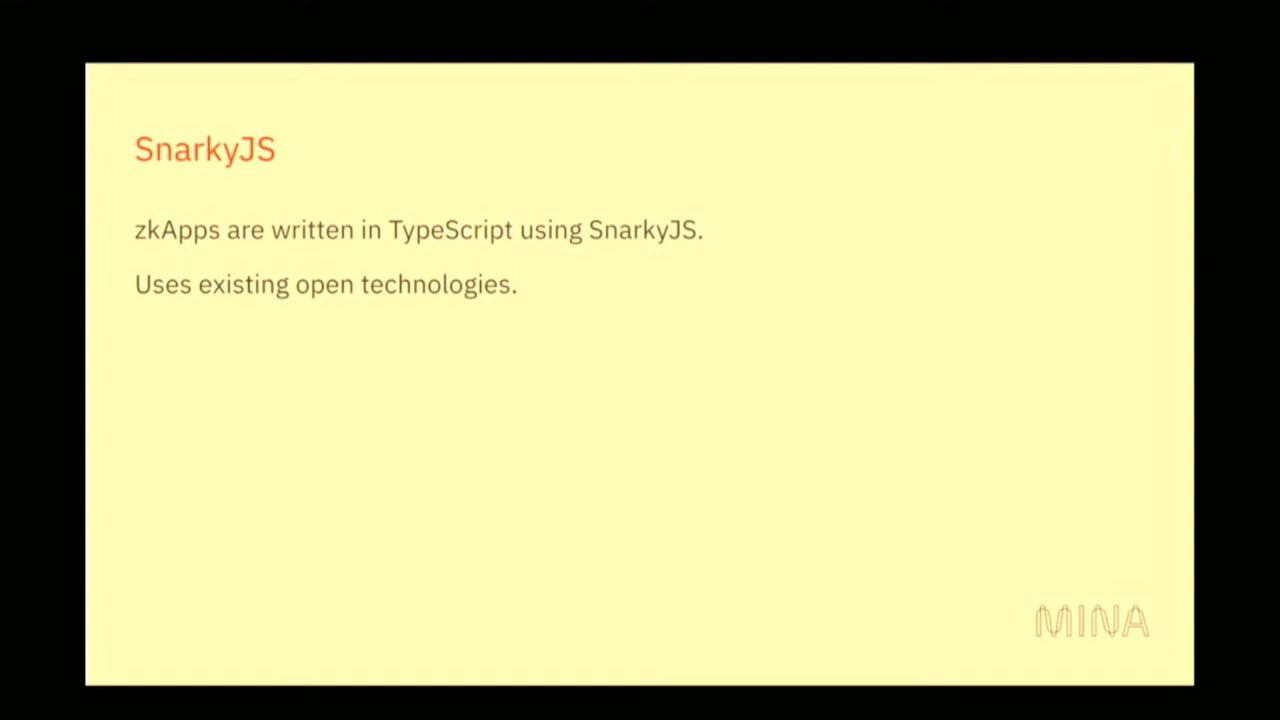 SnarkyJS
zkApps are written in TypeScript using SnarkyJS.
Uses existing open technologies.
MINA